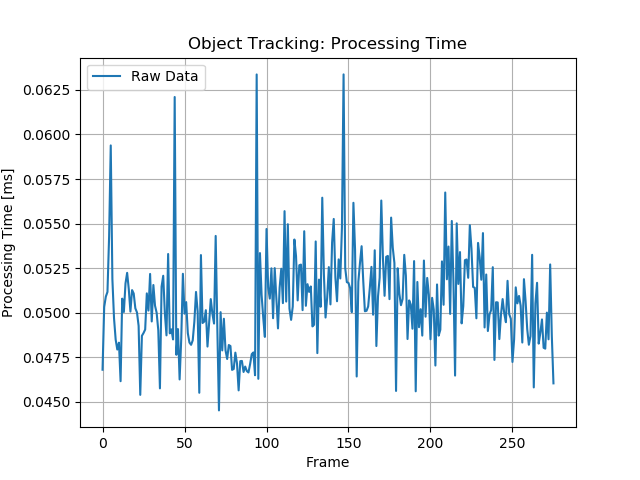 Object Tracking: Processing Time
Raw Data
0.0625
0.0600
0.0575
0.0550
0.0525
0.0500
0.0475
0.0450
Processing Time [ms]
0 50 100 150 200 250
Frame